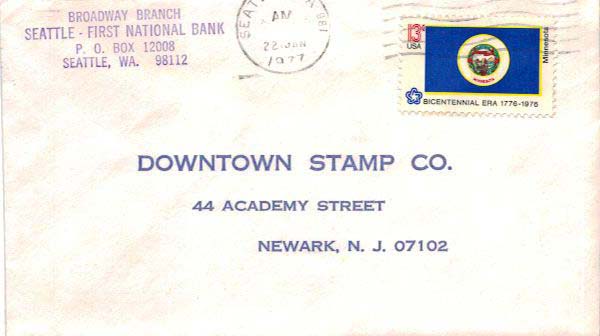 BROADWAY BRANCH
SEATTLE - FIRST NATIONAL BANK
P. O. BOX 12008
SEATTLE, WA. 98112
AM
22 JAN
1977
981
13c
USA
Minnesota
BICENTENNIAL ERA 1776-1976
DOWNTOWN STAMP CO.
44 ACADEMY STREET
NEWARK, N. J. 07102